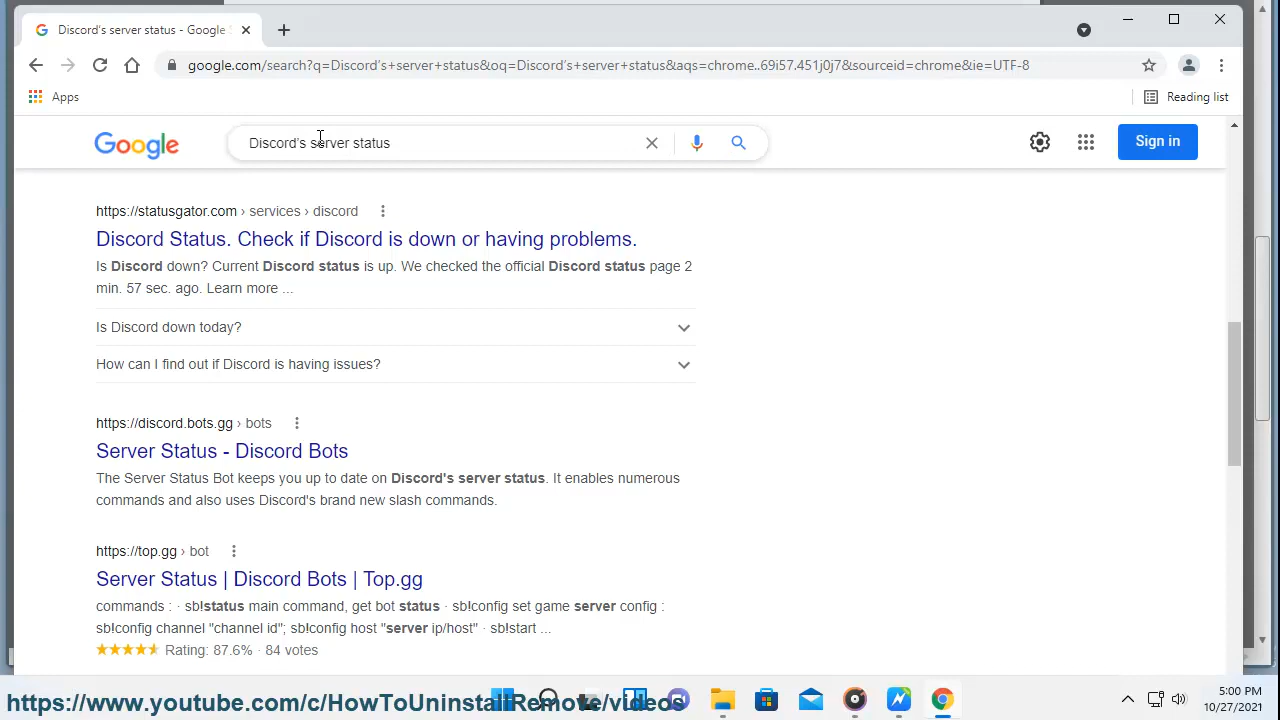 Discord's server status - Google
google.com/search?q=Discord's+server+status&oq=Discord's+server+status&aqs=chrome..69i57.451j0j7&sourceid=chrome&ie=UTF-8
Apps
Reading list
Google
Discord's server status
Sign in
https://statusgator.com › services › discord
Discord Status. Check if Discord is down or having problems.
Is Discord down? Current Discord status is up. We checked the official Discord status page 2
min. 57 sec. ago. Learn more ...
Is Discord down today?
How can I find out if Discord is having issues?
https://discord.bots.gg › bots
Server Status - Discord Bots
The Server Status Bot keeps you up to date on Discord's server status. It enables numerous
commands and also uses Discord's brand new slash commands.
https://top.gg › bot
Server Status | Discord Bots | Top.gg
commands : · sb!status main command, get bot status · sb!config set game server config :
sb!config channel "channel id"; sb!config host "server ip/host" · sb!start ...
Rating: 87.6% · 84 votes
https://www.youtube.com/c/HowToUninstallRemove/videos
5:00 PM
10/27/2021